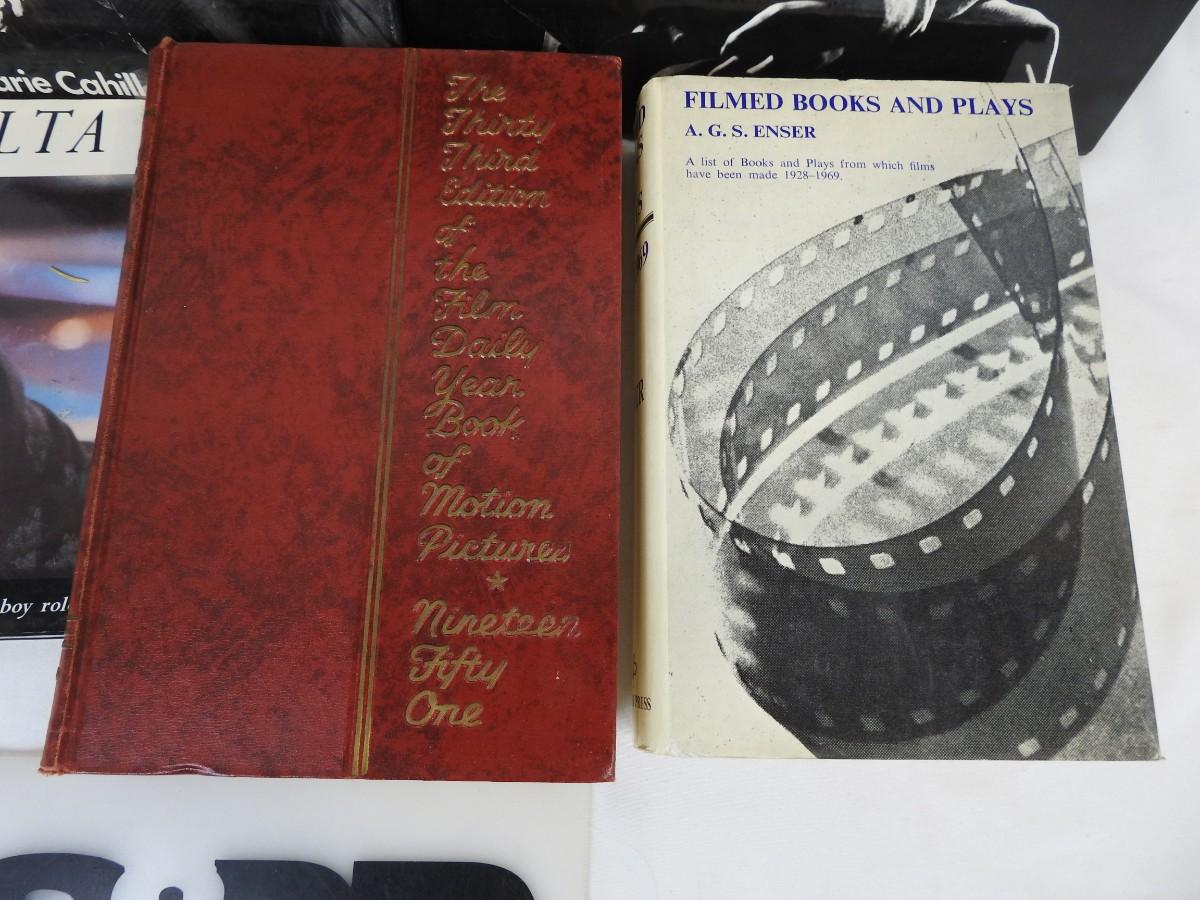 arie Cahill
LTA
boy rol
The
Thirty
Third
Edition
of
the
Film
Daily
Year
Book
of
Motion
Pictures
Nineteen
Fifty
One
FILMED BOOKS AND PLAYS
A. G. S. ENSER
A list of Books and Plays from which films
have been made 1928–1969.
PRESS